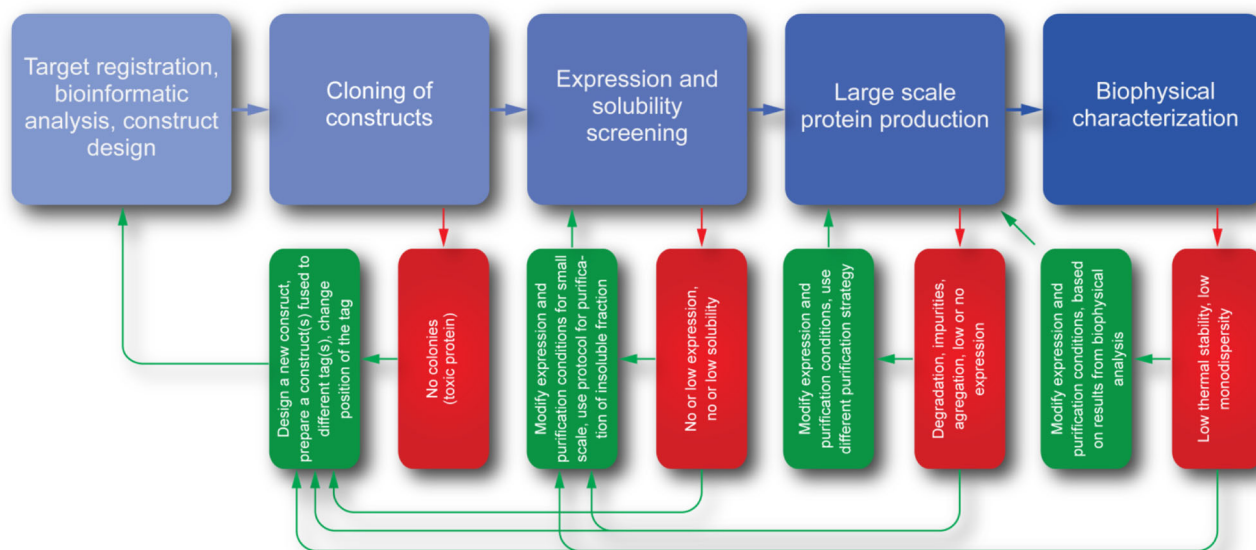 Target registration,
bioinformatic
analysis, construct
design
Cloning of
constructs
Expression and
solubility
screening
Large scale
protein production
Biophysical
characterization
Design a new construct,
prepare a construct(s) fused to
different tag(s), change
position of the tag
No colonies
(toxic protein)
Modify expression and
purification conditions for small
scale, use protocol for purifica-
tion of insoluble fraction
No or low expression,
no or low solubility
Modify expression and
purification conditions, use
different purification strategy
Degradation, impurities,
agregation, low or no
expression
Modify expression and
purification conditions, based
on results from biophysical
analysis
Low thermal stability, low
monodispersity